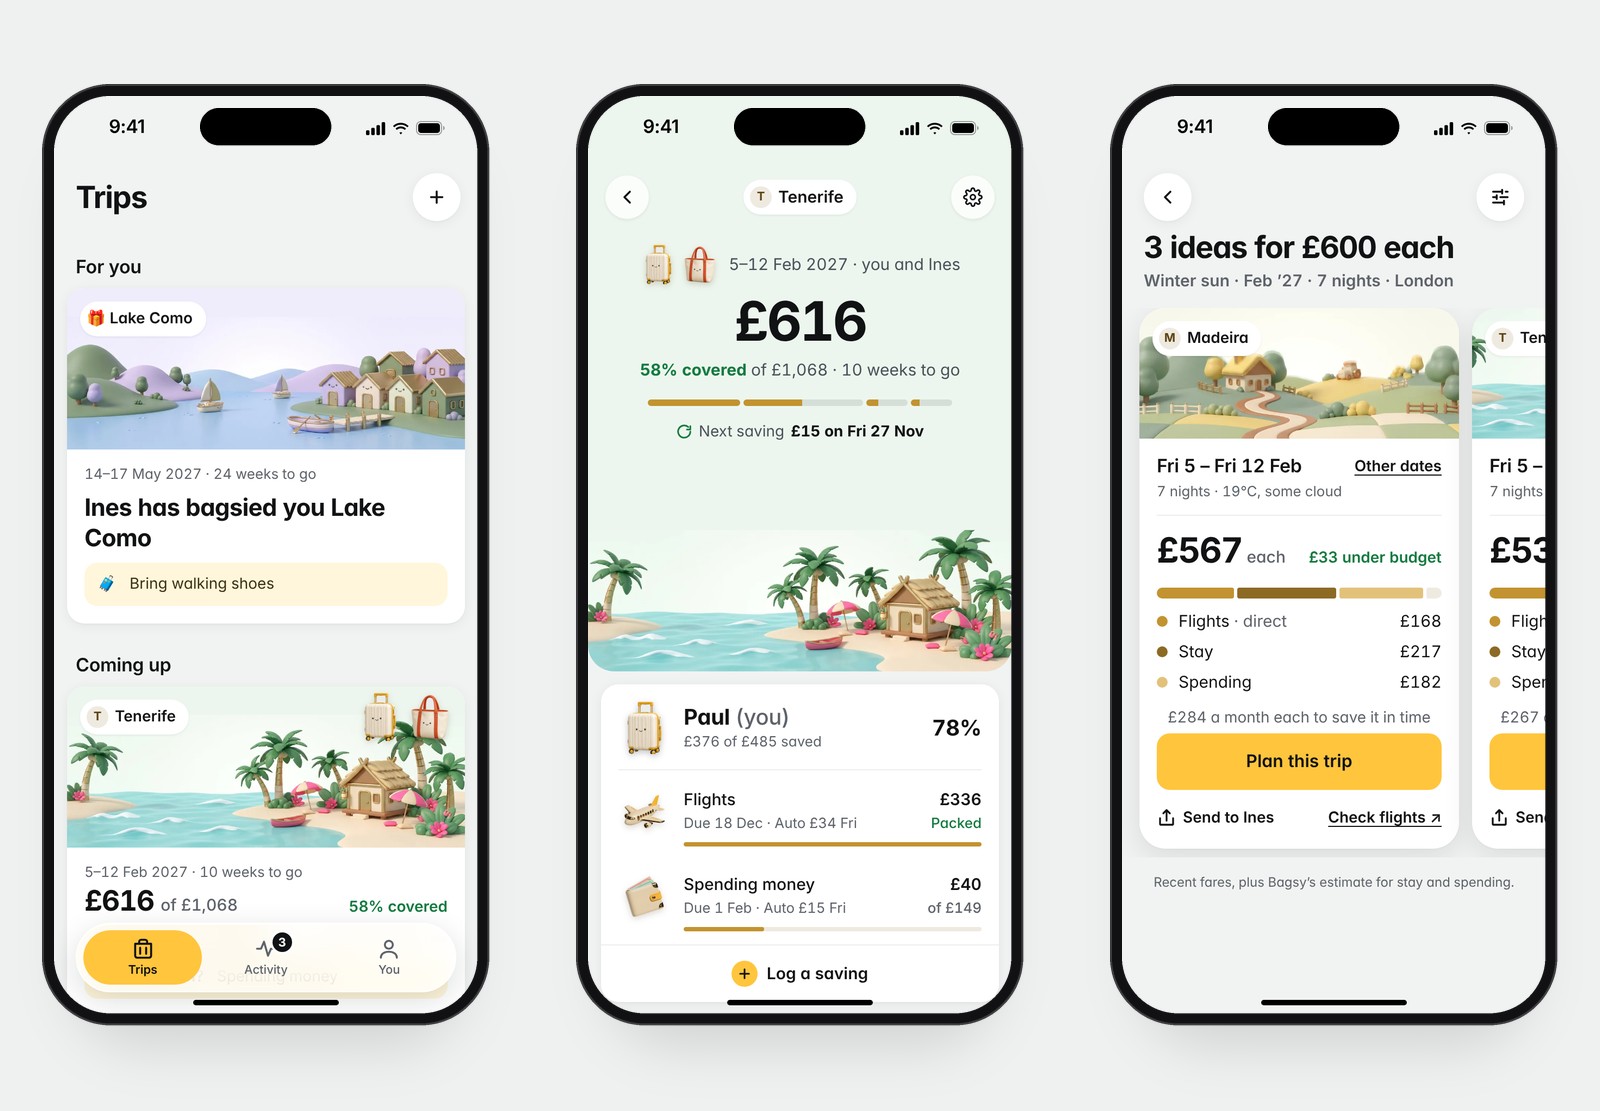 9:41
Trips
For you
Lake Como
14–17 May 2027 · 24 weeks to go
Ines has bagsied you Lake
Como
Bring walking shoes
Coming up
T Tenerife
5–12 Feb 2027 · 10 weeks to go
£616 of £1,068
58% covered
Spending money
Trips
3
Activity
You
9:41
T Tenerife
5–12 Feb 2027 · you and Ines
£616
58% covered of £1,068 · 10 weeks to go
Next saving £15 on Fri 27 Nov
Paul (you)
£376 of £485 saved
78%
Flights
£336
Due 18 Dec · Auto £34 Fri
Packed
Spending money
£40
Due 1 Feb · Auto £15 Fri
of £149
Log a saving
9:41
3 ideas for £600 each
Winter sun · Feb ’27 · 7 nights · London
M Madeira
Fri 5 – Fri 12 Feb
Other dates
7 nights · 19°C, some cloud
£567 each
£33 under budget
Flights · direct
£168
Stay
£217
Spending
£182
£284 a month each to save it in time
Plan this trip
Send to Ines
Check flights ↗
T
Fri 5 –
7 nights
Stay
£267
Recent fares, plus Bagsy’s estimate for stay and spending.